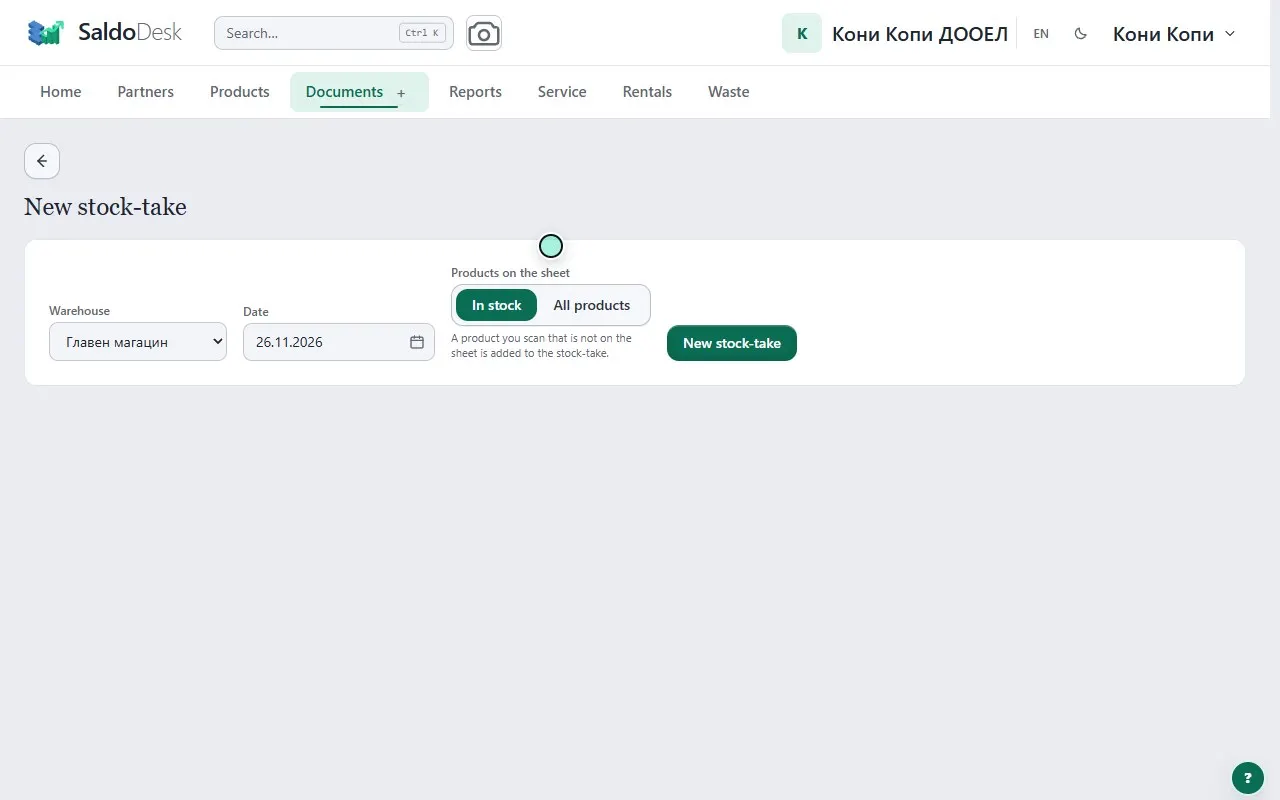 SaldoDesk
Search...
Ctrl K
K
Кони Копи ДООЕЛ
EN
Кони Копи
Home
Partners
Products
Documents +
Reports
Service
Rentals
Waste
New stock-take
Products on the sheet
Warehouse
Date
In stock
All products
Главен магацин
26.11.2026
A product you scan that is not on the
sheet is added to the stock-take.
New stock-take
?